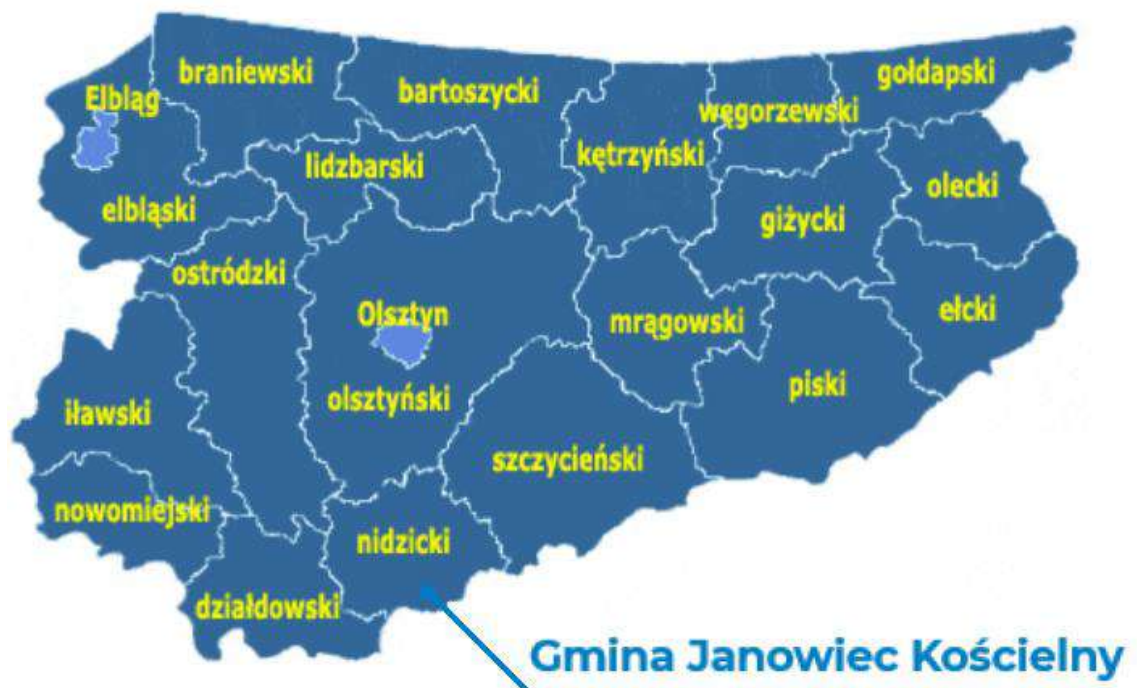 gołdapski
braniewski
bartoszycki
Elbląg
węgorzewski
kętrzyński
lidzbarski
olecki
elbląski
giżycki
ostródzki
Olsztyn
mrągowski
ełcki
piski
olsztyński
iławski
szczycieński
nowomiejski
nidzicki
działdowski
Gmina Janowiec Kościelny